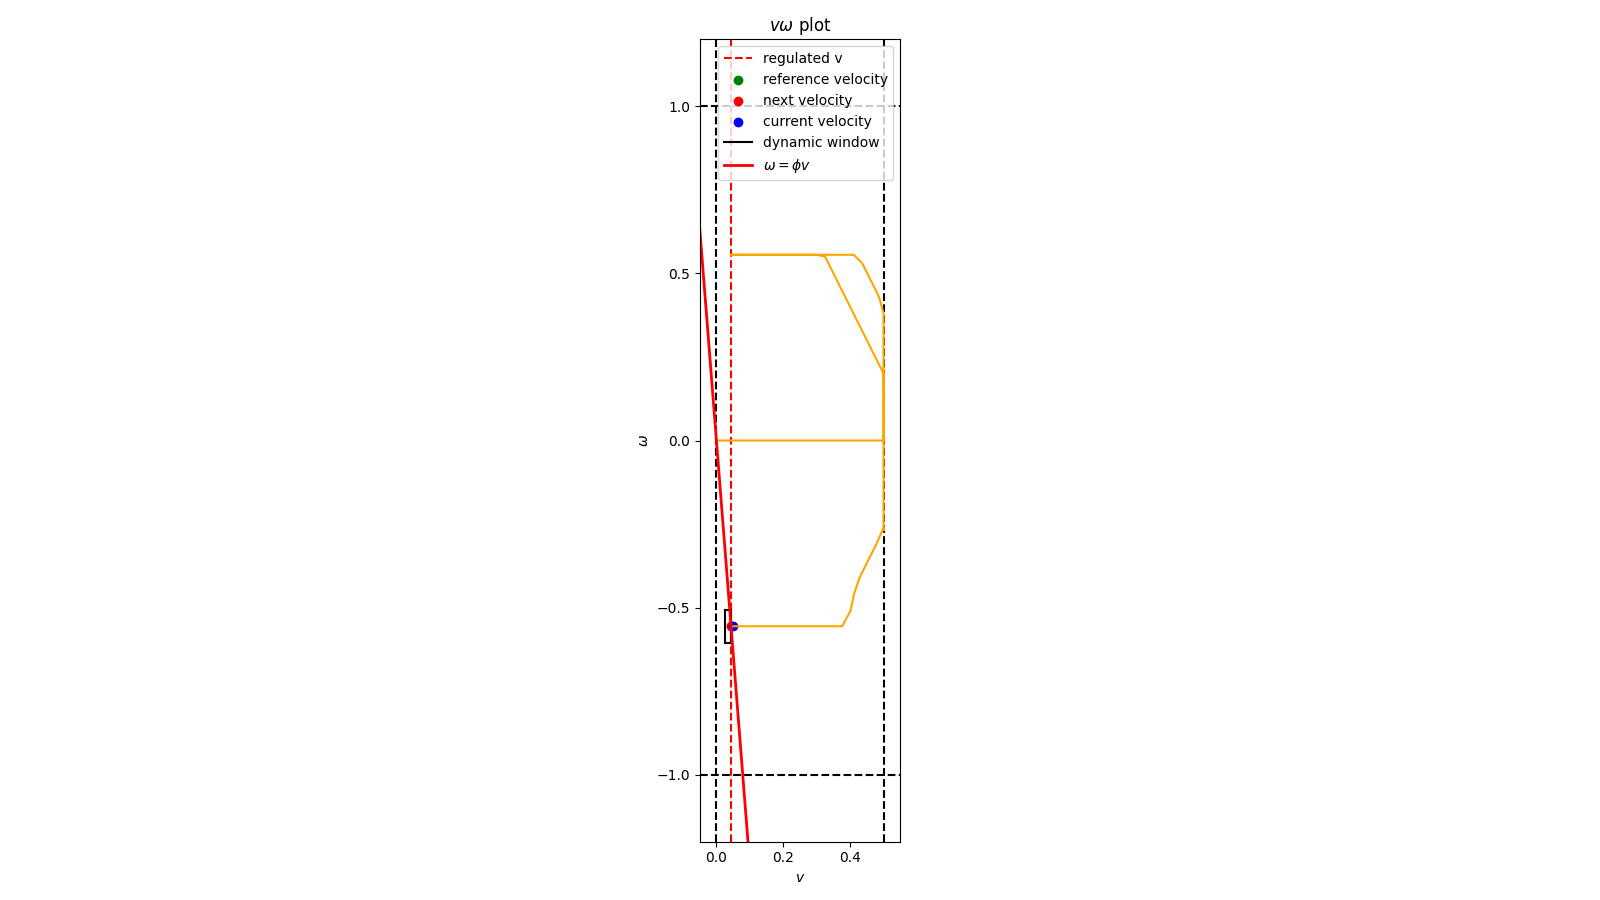 vω plot
regulated v
reference velocity
next velocity
current velocity
dynamic window
ω = ϕv
1.0
0.5
0.0
−0.5
−1.0
ω
0.0 0.2 0.4
v